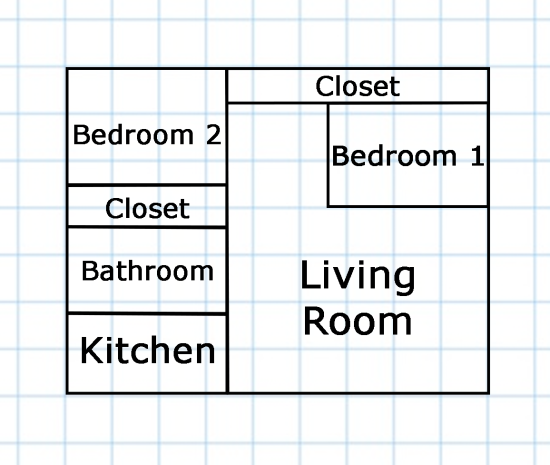 Closet
Bedroom 2
Bedroom 1
Closet
Bathroom
Living
Room
Kitchen